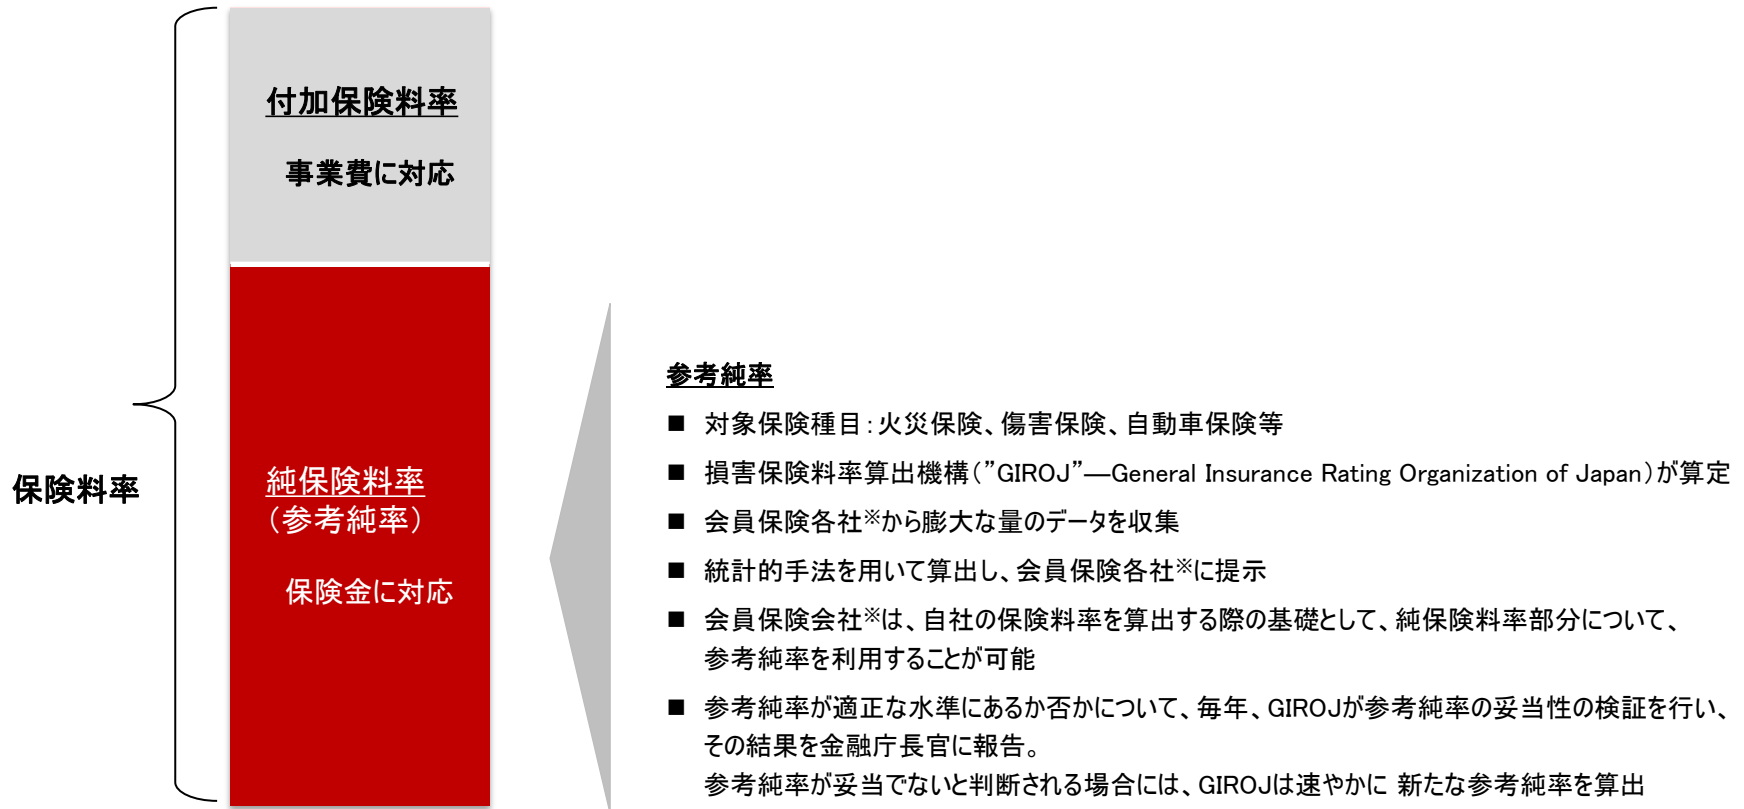 付加保険料率
事業費に対応
保険料率
純保険料率
（参考純率）
保険金に対応
参考純率
■ 対象保険種目：火災保険、傷害保険、自動車保険等
■ 損害保険料率算出機構（”GIROJ”―General Insurance Rating Organization of Japan）が算定
■ 会員保険各社※から膨大な量のデータを収集
■ 統計的手法を用いて算出し、会員保険各社※に提示
■ 会員保険会社※は、自社の保険料率を算出する際の基礎として、純保険料率部分について、
参考純率を利用することが可能
■ 参考純率が適正な水準にあるか否かについて、毎年、GIROJが参考純率の妥当性の検証を行い、
その結果を金融庁長官に報告。
参考純率が妥当でないと判断される場合には、GIROJは速やかに 新たな参考純率を算出